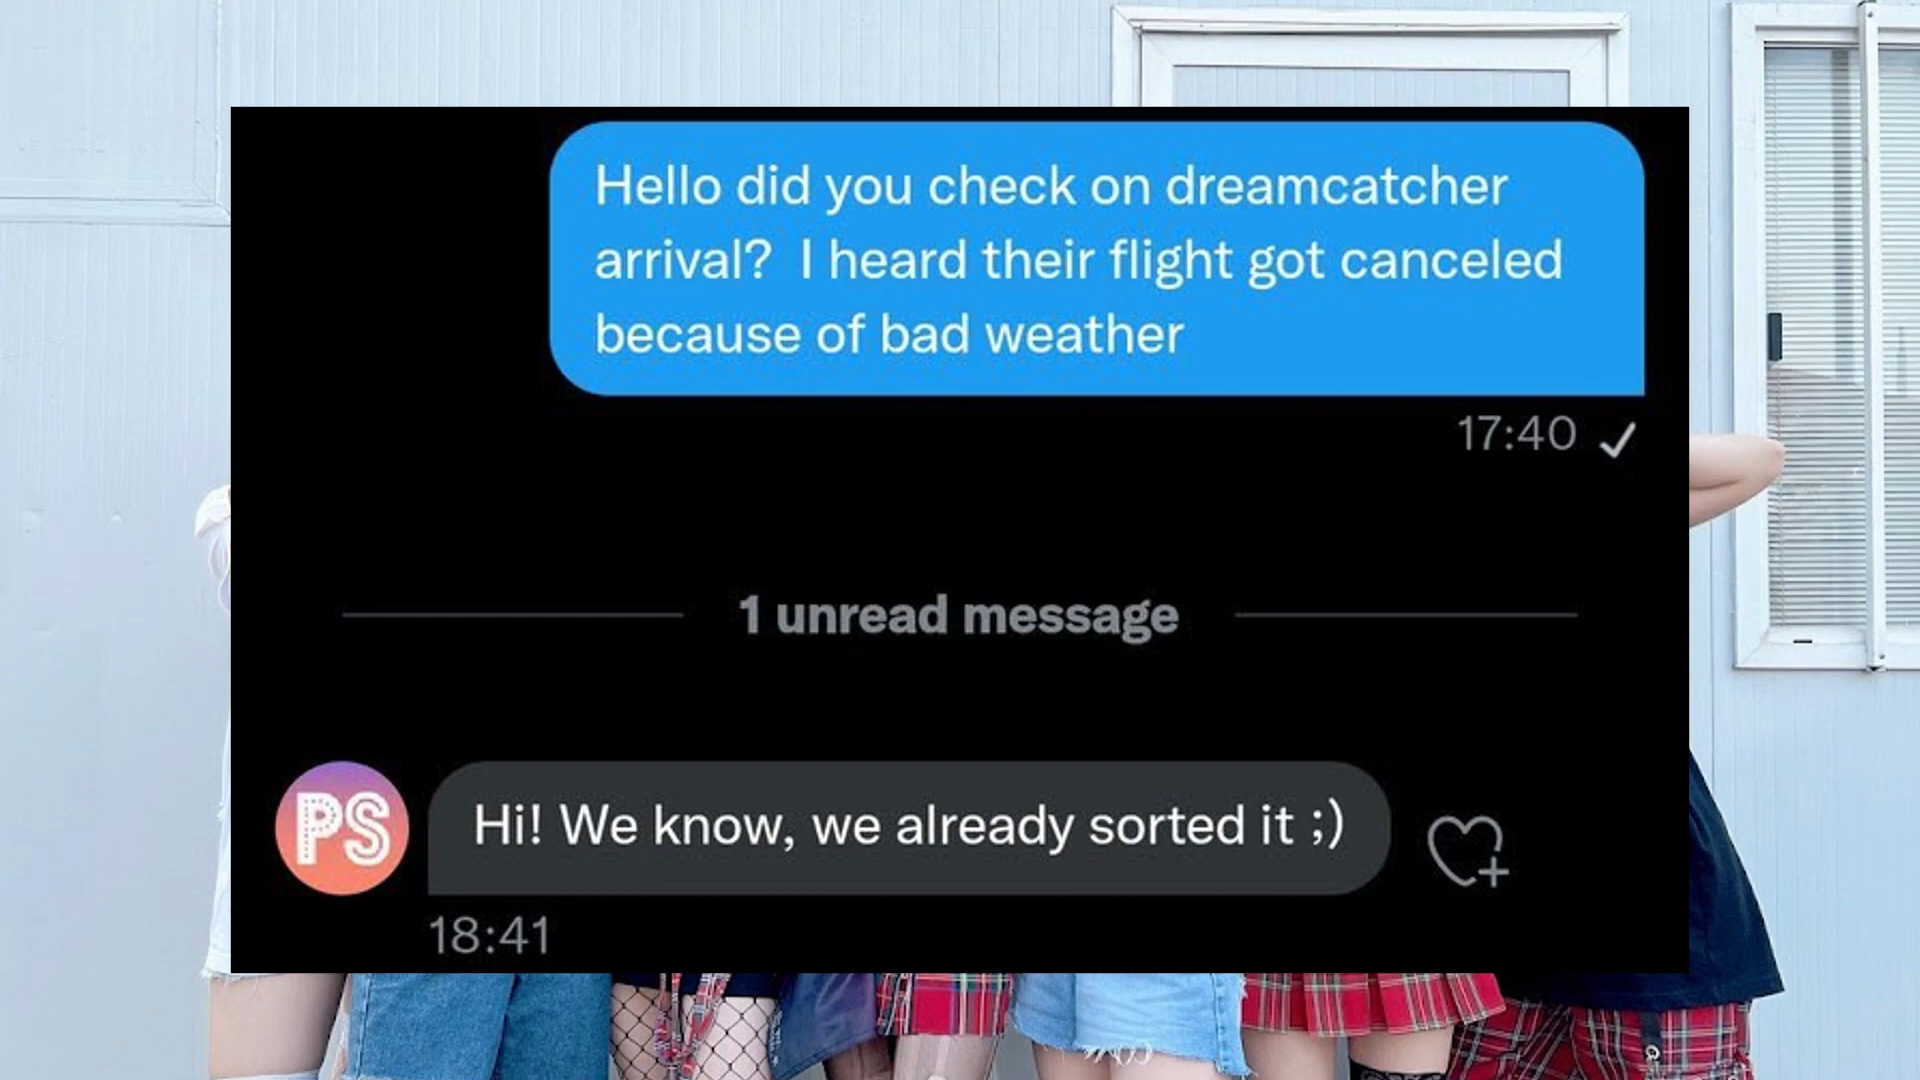 Hello did you check on dreamcatcher
arrival?  I heard their flight got canceled
because of bad weather
17:40
1 unread message
PS
Hi! We know, we already sorted it ;)
18:41